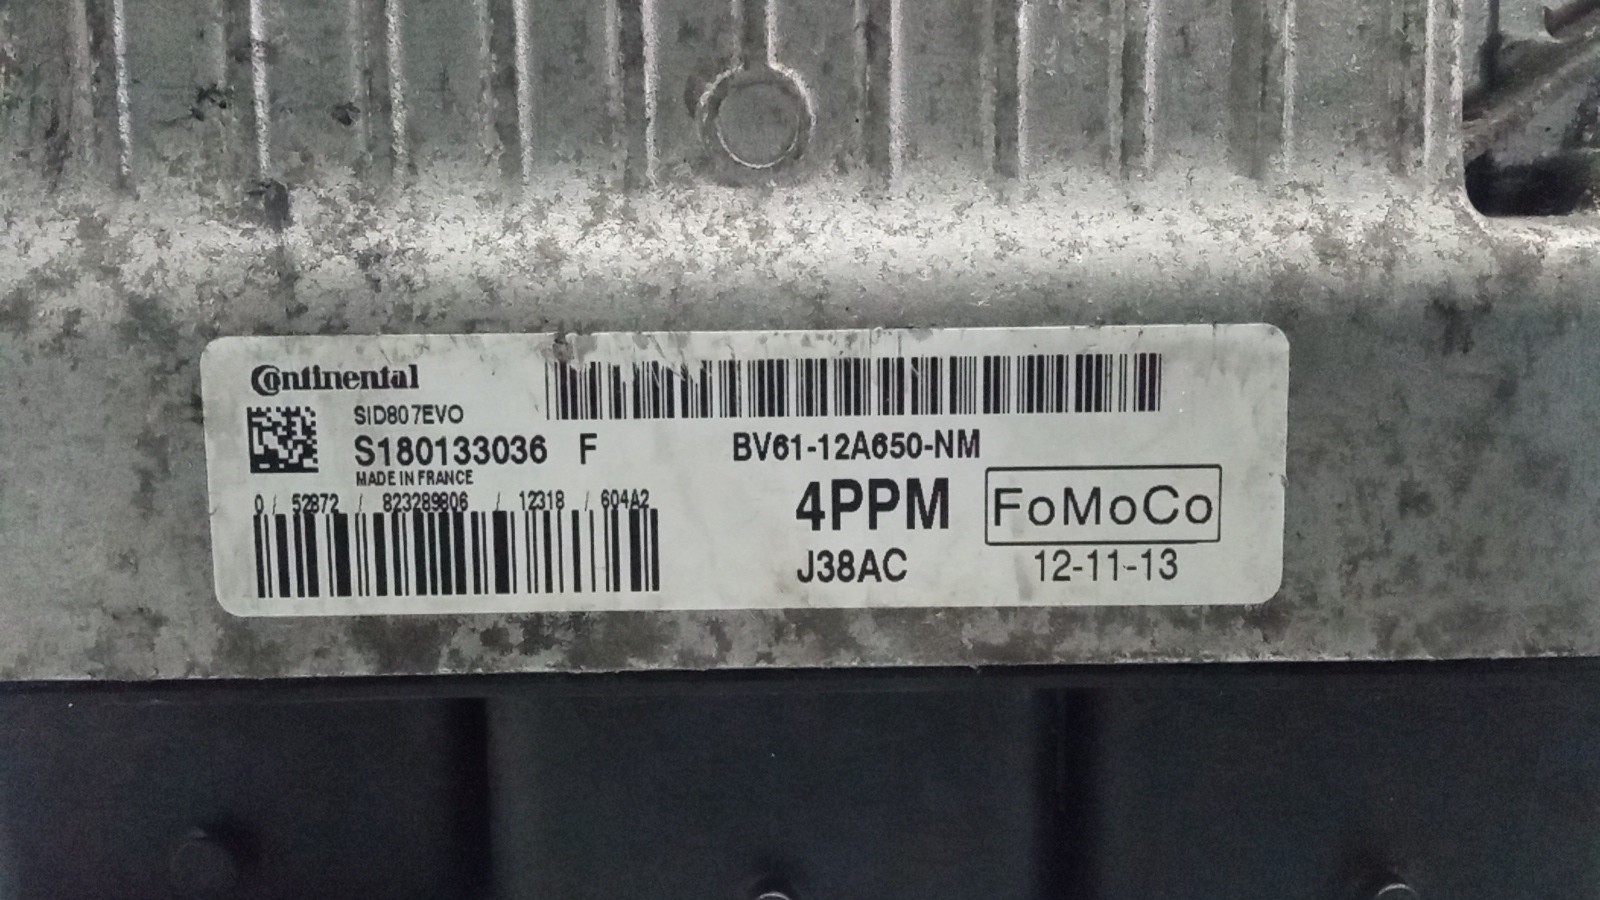 Continental
SID807EVO
S180133036 F
BV61-12A650-NM
MADE IN FRANCE
0 / 52872 / 823289806 / 12318 / 604A2
4PPM
FoMoCo
J38AC
12-11-13